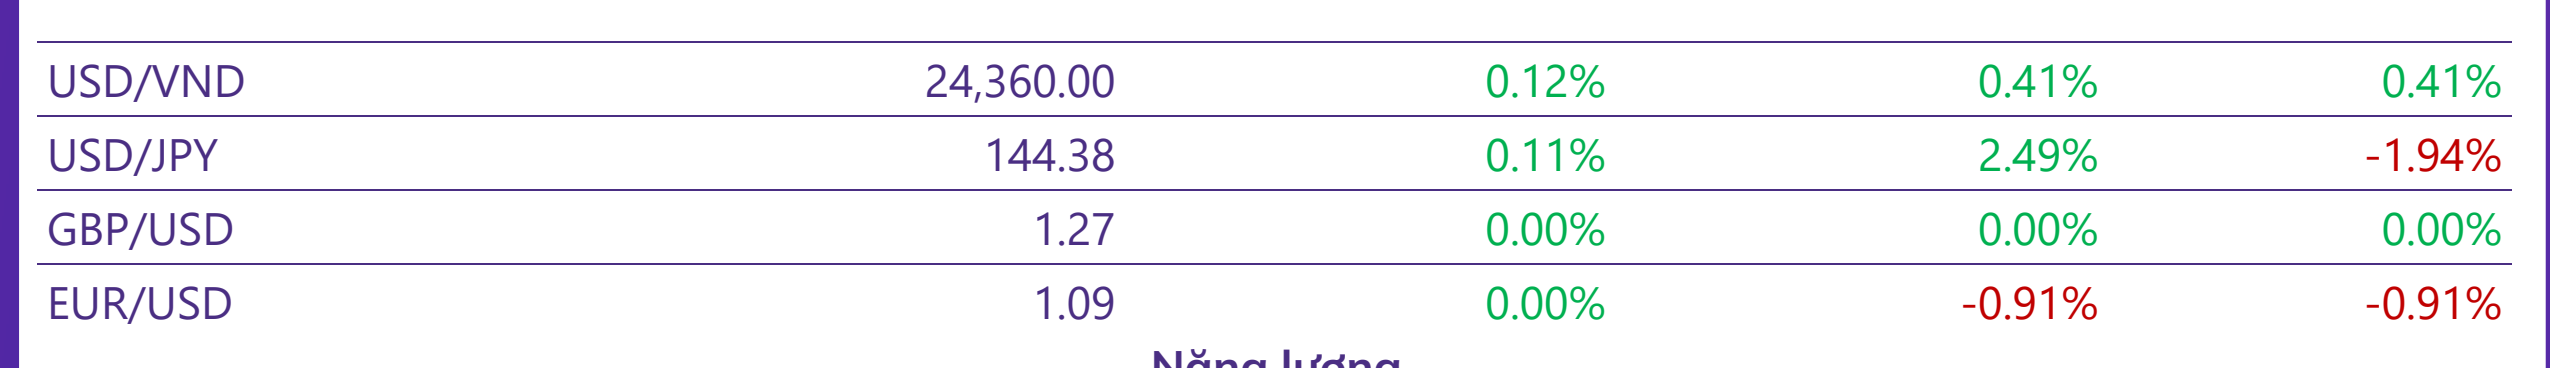 USD/VND 24,360.00 0.12% 0.41% 0.41%
USD/JPY 144.38 0.11% 2.49% -1.94%
GBP/USD 1.27 0.00% 0.00% 0.00%
EUR/USD 1.09 0.00% -0.91% -0.91%
Năng lượng